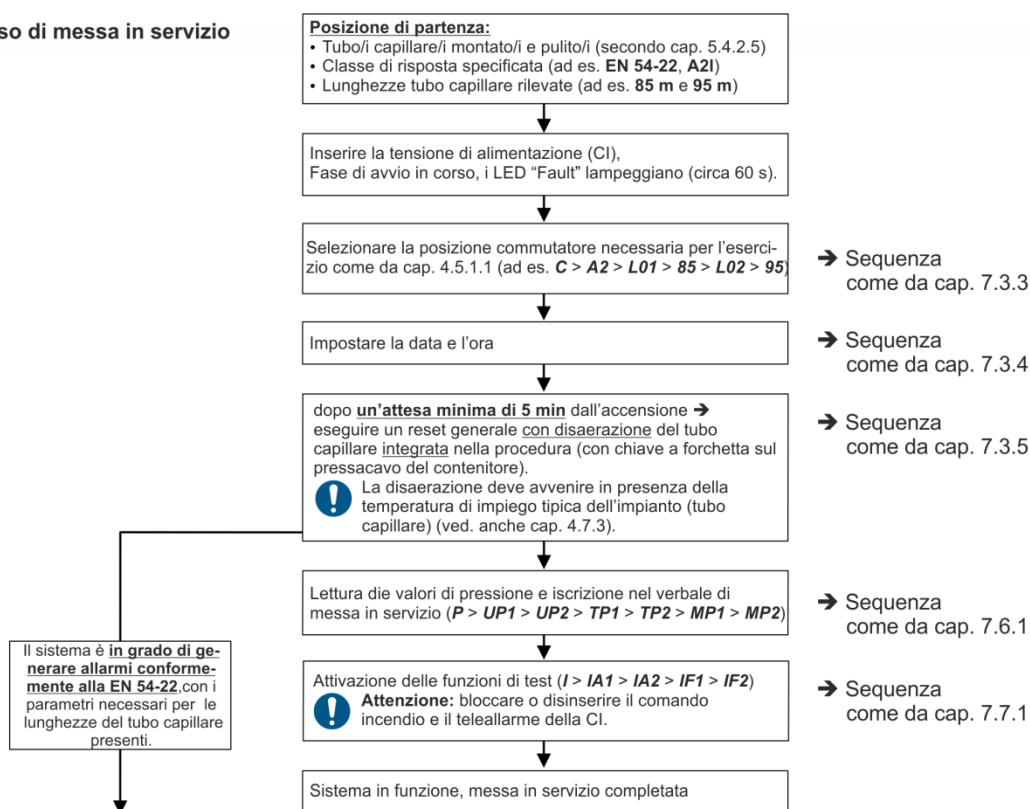 so di messa in servizio
Posizione di partenza:
• Tubo/i capillare/i montato/i e pulito/i (secondo cap. 5.4.2.5)
• Classe di risposta specificata (ad es. EN 54-22, A2I)
• Lunghezze tubo capillare rilevate (ad es. 85 m e 95 m)
Inserire la tensione di alimentazione (CI),
Fase di avvio in corso, i LED “Fault” lampeggiano (circa 60 s).
Selezionare la posizione commutatore necessaria per l'eserci-
zio come da cap. 4.5.1.1 (ad es. C > A2 > L01 > 85 > L02 > 95)
➔ Sequenza
come da cap. 7.3.3
Impostare la data e l'ora
➔ Sequenza
come da cap. 7.3.4
dopo un'attesa minima di 5 min dall'accensione ➔
eseguire un reset generale con disaerazione del tubo
capillare integrata nella procedura (con chiave a forchetta sul
pressacavo del contenitore).
La disaerazione deve avvenire in presenza della
temperatura di impiego tipica dell'impianto (tubo
capillare) (ved. anche cap. 4.7.3).
➔ Sequenza
come da cap. 7.3.5
Lettura die valori di pressione e iscrizione nel verbale di
messa in servizio (P > UP1 > UP2 > TP1 > TP2 > MP1 > MP2)
➔ Sequenza
come da cap. 7.6.1
Il sistema è in grado di ge-
nerare allarmi conforme-
mente alla EN 54-22,con i
parametri necessari per le
lunghezze del tubo capillare
presenti.
Attivazione delle funzioni di test (I > IA1 > IA2 > IF1 > IF2)
Attenzione: bloccare o disinserire il comando
incendio e il teleallarme della CI.
➔ Sequenza
come da cap. 7.7.1
Sistema in funzione, messa in servizio completata